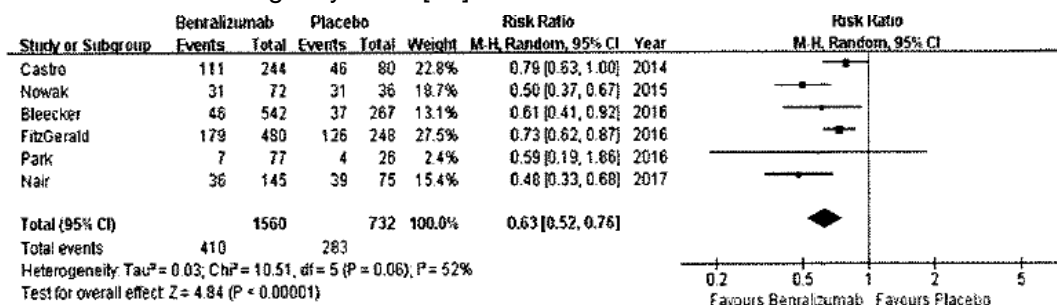 Benralizumab Placebo Risk Ratio Risk Ratio
Study or Subgroup Events Total Events Total Weight M-H, Random, 95% CI Year M-H, Random, 95% CI
Castro 111 244 46 80 22.8% 0.79 [0.63, 1.00] 2014
Nowak 31 72 31 36 18.7% 0.50 [0.37, 0.67] 2015
Bleecker 46 542 37 267 13.1% 0.61 [0.41, 0.92] 2016
FitzGerald 179 480 126 248 27.5% 0.73 [0.62, 0.87] 2016
Park 7 77 4 26 2.4% 0.59 [0.19, 1.86] 2016
Nair 36 145 39 75 15.4% 0.48 [0.33, 0.68] 2017
Total (95% CI) 1560 732 100.0% 0.63 [0.52, 0.76]
Total events 410 283
Heterogeneity: Tau² = 0.03; Chi² = 10.51, df = 5 (P = 0.06); I² = 52%
Test for overall effect: Z = 4.84 (P < 0.00001)
0.2 0.5 1 2 5
Favours Benralizumab Favours Placebo